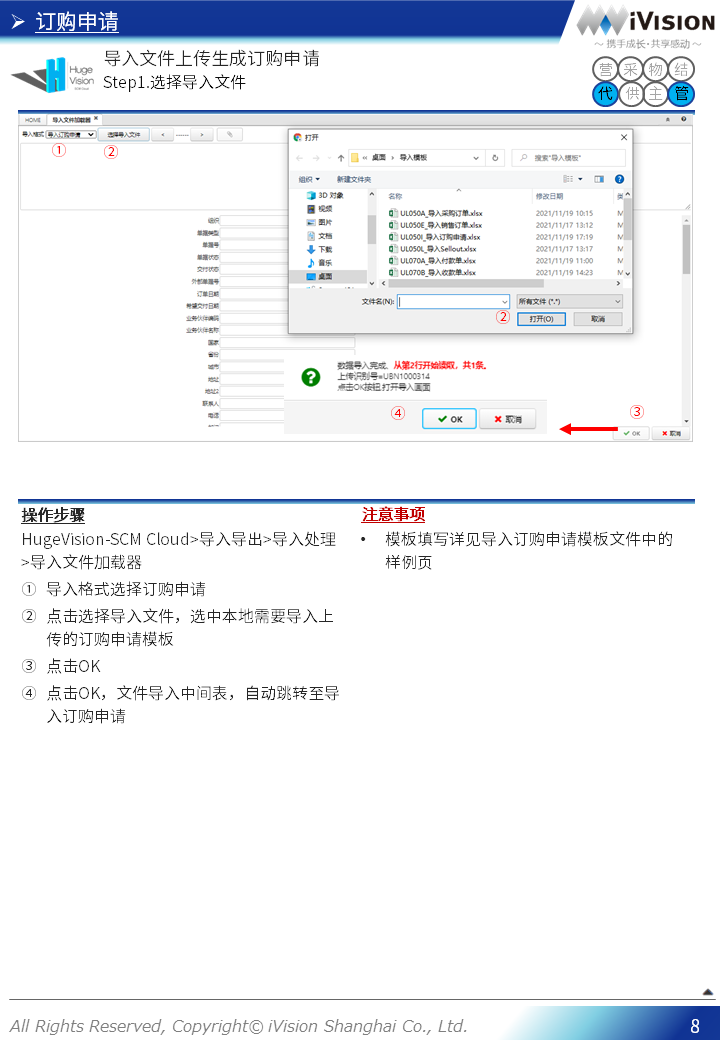 订购申请
iVISION
～ 携手成长·共享感动 ～
Huge
Vision
导入文件上传生成订购申请
Step1.选择导入文件
营 采 物 结
代 供 主 管
HOME 导入文件加载器
导入格式 导入订购申请 选择导入文件 < ------ >
① ②
打开
« 桌面 › 导入模板
搜索"导入模板"
组织 新建文件夹
名称 修改日期 类
3D 对象
视频
图片
文档
下载
音乐
桌面
UL050A_导入采购订单.xlsx 2021/11/19 10:15 M
UL050E_导入销售订单.xlsx 2021/11/17 13:12 M
UL050I_导入订购申请.xlsx 2021/11/19 17:19 M
UL050L_导入Sellout.xlsx 2021/11/17 13:17 M
UL070A_导入付款单.xlsx 2021/11/19 11:00 M
UL070B_导入收款单.xlsx 2021/11/19 14:23 M
文件名(N): 所有文件 (*.*)
② 打开(O) 取消
组织
单据类型
单据号
单据状态
交付状态
外部单据号
订单日期
希望交付日期
业务伙伴编码
业务伙伴名称
国家
省份
城市
地址
地址2
联系人
电话
数据导入完成、从第2行开始读取，共1条。
上传识别号=UBN1000314
点击OK按钮,打开导入画面
④ OK 取消
③
OK 取消
操作步骤
HugeVision-SCM Cloud>导入导出>导入处理
>导入文件加载器
① 导入格式选择订购申请
② 点击选择导入文件，选中本地需要导入上
传的订购申请模板
③ 点击OK
④ 点击OK，文件导入中间表，自动跳转至导
入订购申请
注意事项
• 模板填写详见导入订购申请模板文件中的
样例页
All Rights Reserved, Copyright© iVision Shanghai Co., Ltd.
8